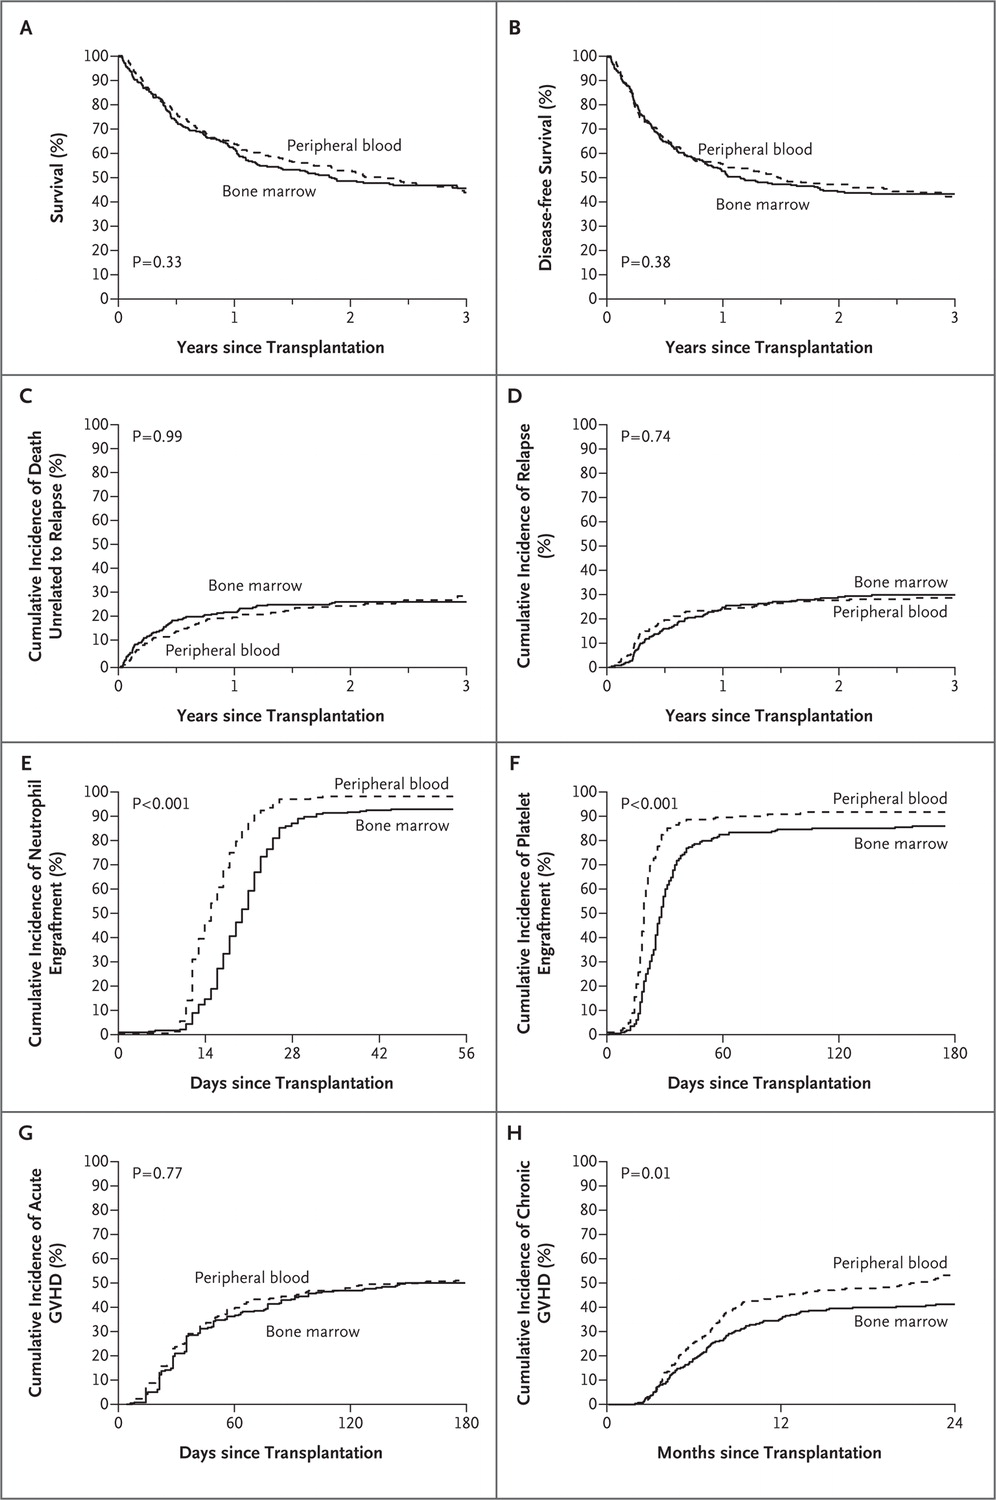 A
Survival (%)
100
90
80
70
60
50
40
30
20
10
0
Peripheral blood
Bone marrow
P=0.33
0 1 2 3
Years since Transplantation
B
Disease-free Survival (%)
100
90
80
70
60
50
40
30
20
10
0
Peripheral blood
Bone marrow
P=0.38
0 1 2 3
Years since Transplantation
C
Cumulative Incidence of Death
Unrelated to Relapse (%)
100
90
80
70
60
50
40
30
20
10
0
P=0.99
Bone marrow
Peripheral blood
0 1 2 3
Years since Transplantation
D
Cumulative Incidence of Relapse
(%)
100
90
80
70
60
50
40
30
20
10
0
P=0.74
Bone marrow
Peripheral blood
0 1 2 3
Years since Transplantation
E
Cumulative Incidence of Neutrophil
Engraftment (%)
100
90
80
70
60
50
40
30
20
10
0
P<0.001
Peripheral blood
Bone marrow
0 14 28 42 56
Days since Transplantation
F
Cumulative Incidence of Platelet
Engraftment (%)
100
90
80
70
60
50
40
30
20
10
0
P<0.001
Peripheral blood
Bone marrow
0 60 120 180
Days since Transplantation
G
Cumulative Incidence of Acute
GVHD (%)
100
90
80
70
60
50
40
30
20
10
0
P=0.77
Peripheral blood
Bone marrow
0 60 120 180
Days since Transplantation
H
Cumulative Incidence of Chronic
GVHD (%)
100
90
80
70
60
50
40
30
20
10
0
P=0.01
Peripheral blood
Bone marrow
0 12 24
Months since Transplantation